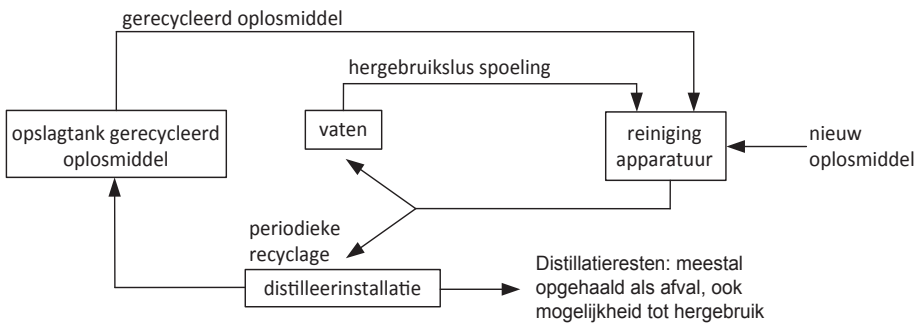 gerecycleerd oplosmiddel
hergebruikslus spoeling
opslagtank gerecycleerd
oplosmiddel
vaten
reiniging
apparatuur
nieuw
oplosmiddel
periodieke
recyclage
distilleerinstallatie
Distillatieresten: meestal
opgehaald als afval, ook
mogelijkheid tot hergebruik